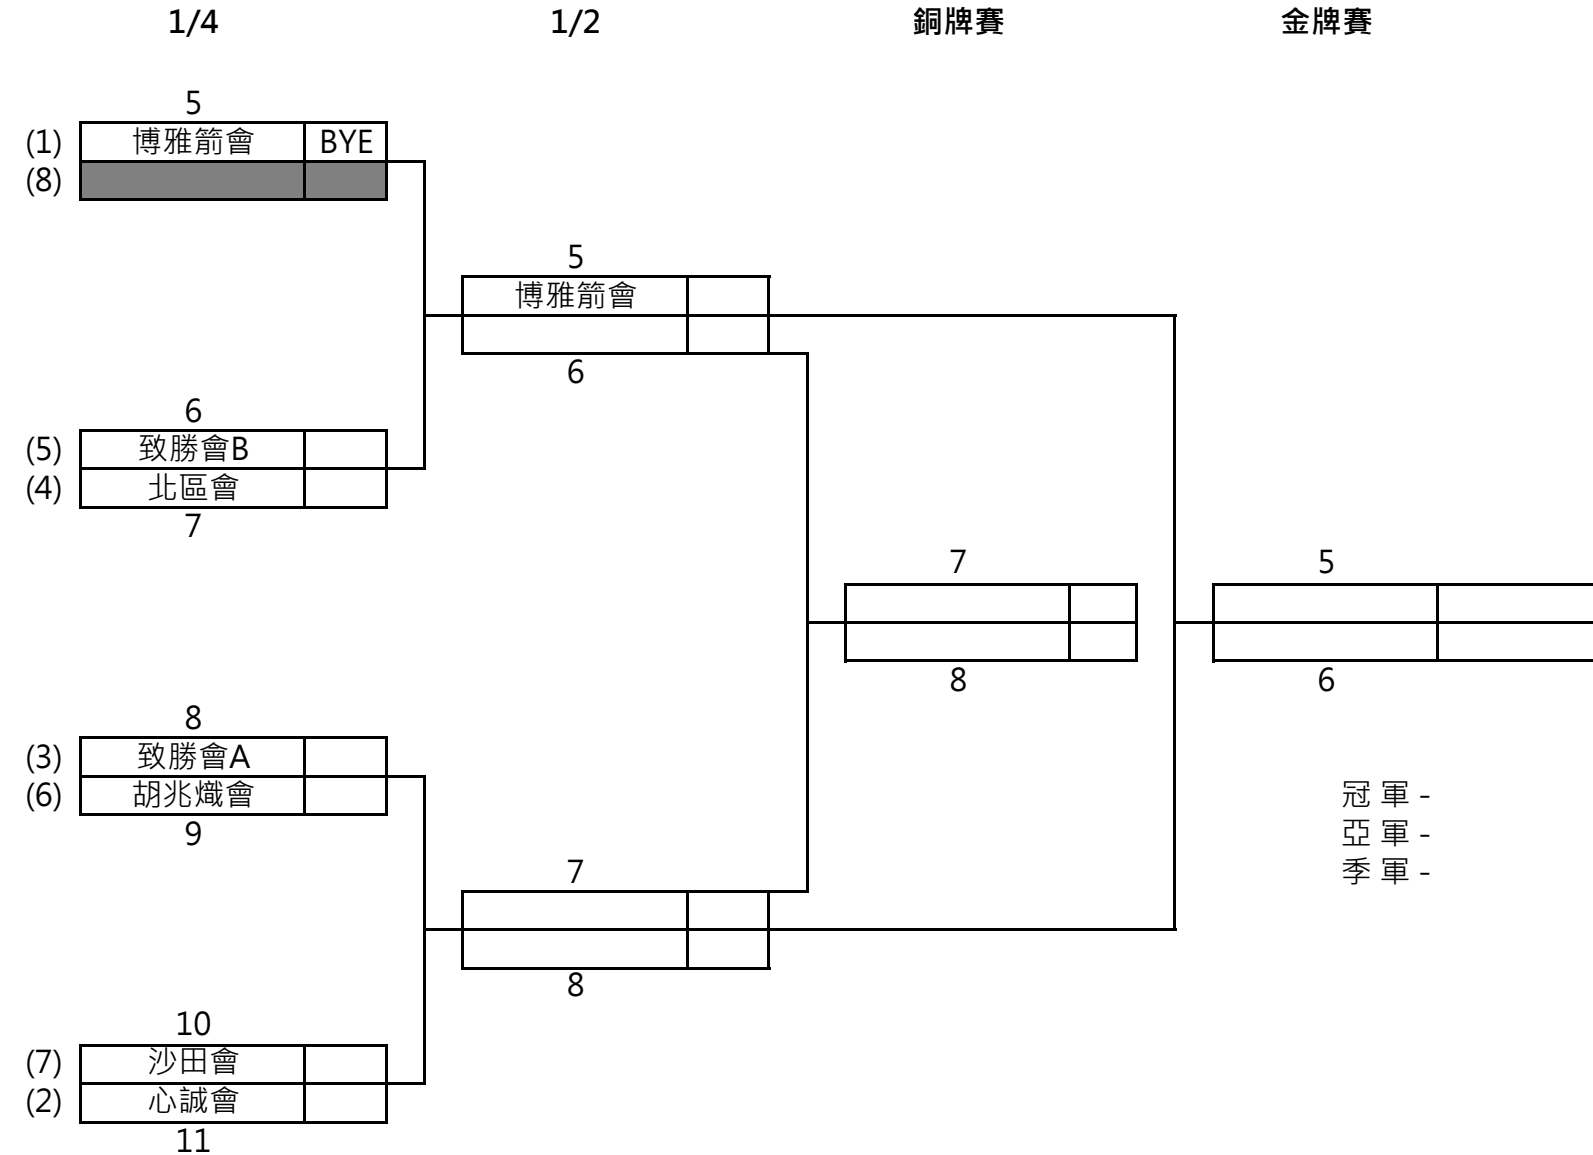 1/4 1/2 銅牌賽 金牌賽
5
(1) 博雅箭會 BYE
(8)
5
博雅箭會
6
6
(5) 致勝會B
(4) 北區會
7
7 5
8 6
8
(3) 致勝會A
(6) 胡兆熾會
9
冠 軍 -
亞 軍 -
季 軍 -
7
8
10
(7) 沙田會
(2) 心誠會
11